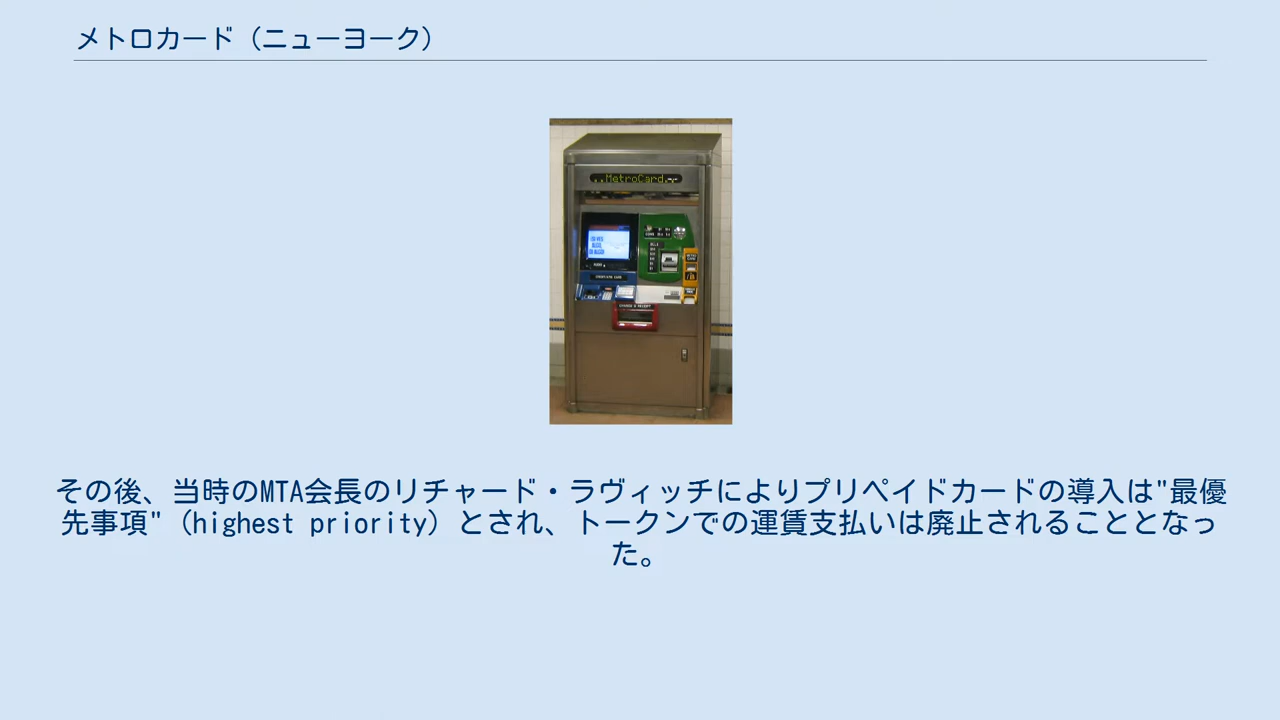 メトロカード（ニューヨーク）
..MetroCard..
その後、当時のMTA会長のリチャード・ラヴィッチによりプリペイドカードの導入は"最優
先事項"（highest priority）とされ、トークンでの運賃支払いは廃止されることとなっ
た。